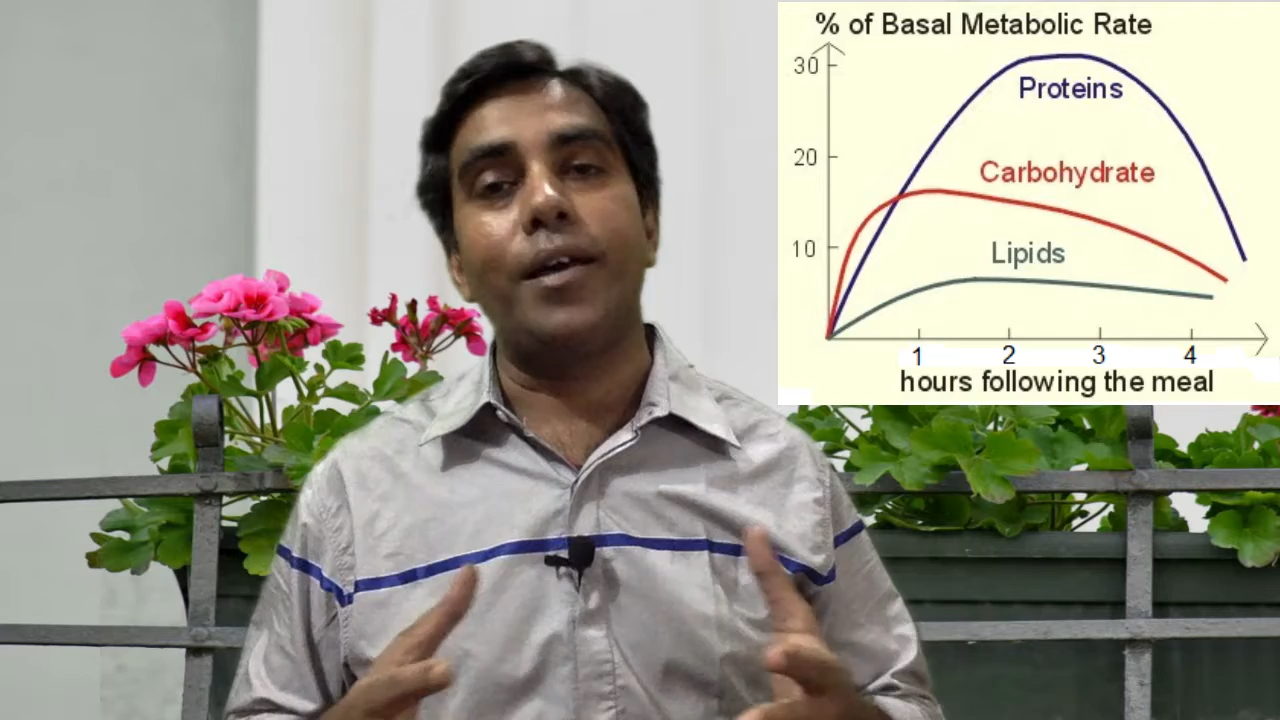 % of Basal Metabolic Rate
30
Proteins
20
Carbohydrate
10
Lipids
1 2 3 4
hours following the meal